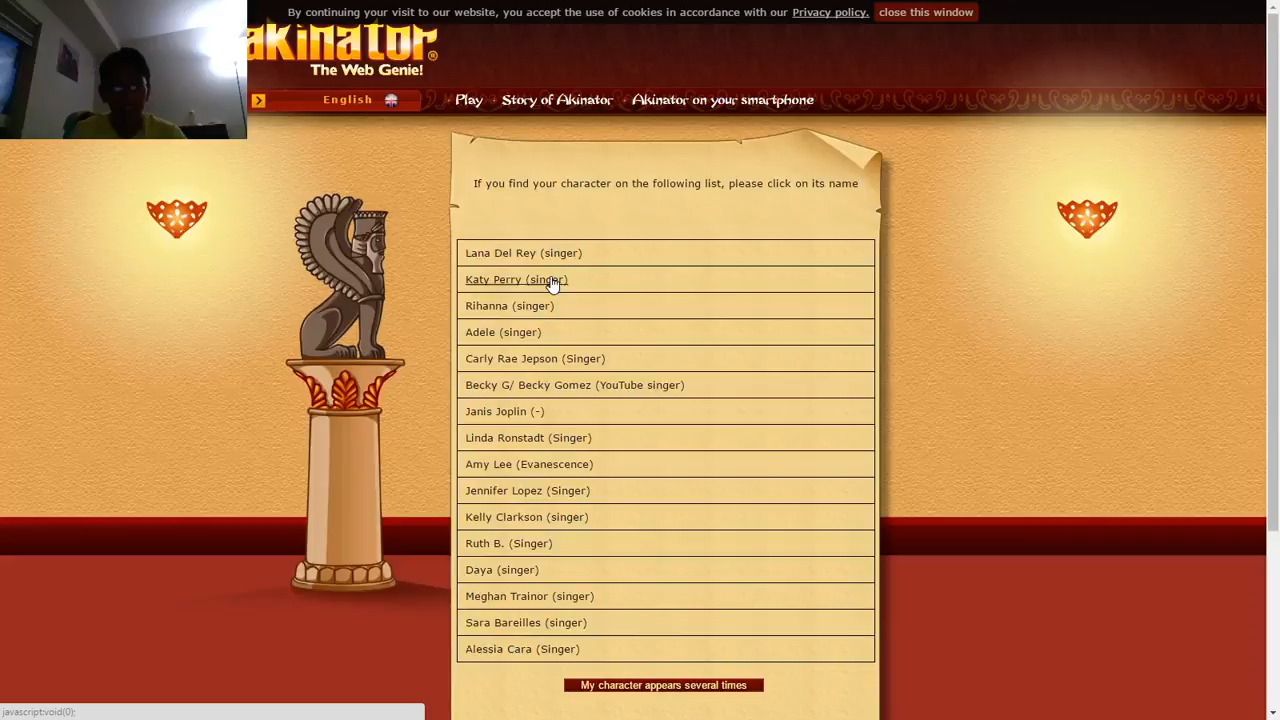 By continuing your visit to our website, you accept the use of cookies in accordance with our Privacy policy. close this window
akinator®
The Web Genie!
English
Play Story of Akinator Akinator on your smartphone
If you find your character on the following list, please click on its name
Lana Del Rey (singer)
Katy Perry (singer)
Rihanna (singer)
Adele (singer)
Carly Rae Jepson (Singer)
Becky G/ Becky Gomez (YouTube singer)
Janis Joplin (-)
Linda Ronstadt (Singer)
Amy Lee (Evanescence)
Jennifer Lopez (Singer)
Kelly Clarkson (singer)
Ruth B. (Singer)
Daya (singer)
Meghan Trainor (singer)
Sara Bareilles (singer)
Alessia Cara (Singer)
My character appears several times
javascript:void(0);